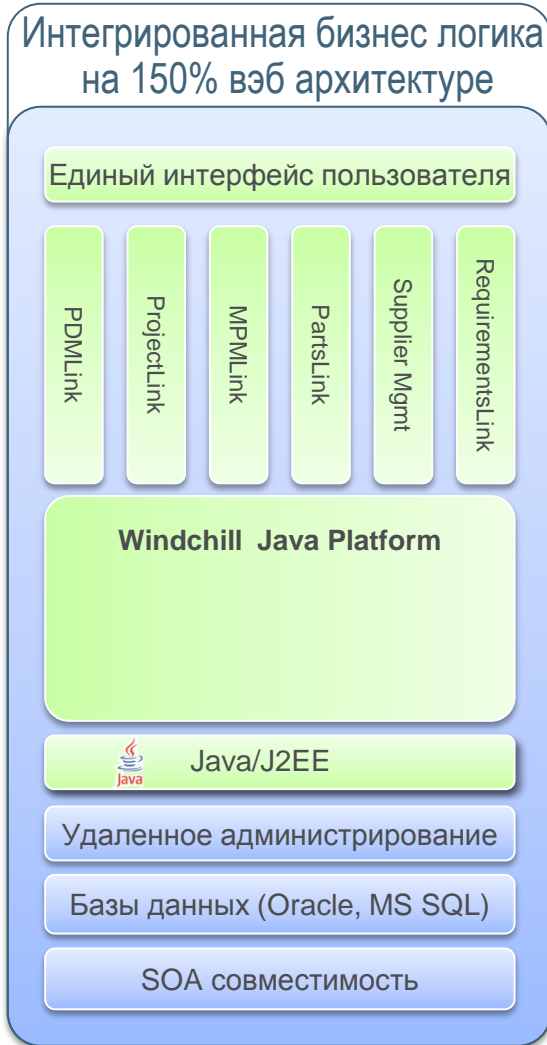 Интегрированная бизнес логика
на 150% вэб архитектуре
Единый интерфейс пользователя
PDMLink
ProjectLink
MPMLink
PartsLink
Supplier Mgmt
RequirementsLink
Windchill Java Platform
Java
Java/J2EE
Удаленное администрирование
Базы данных (Oracle, MS SQL)
SOA совместимость